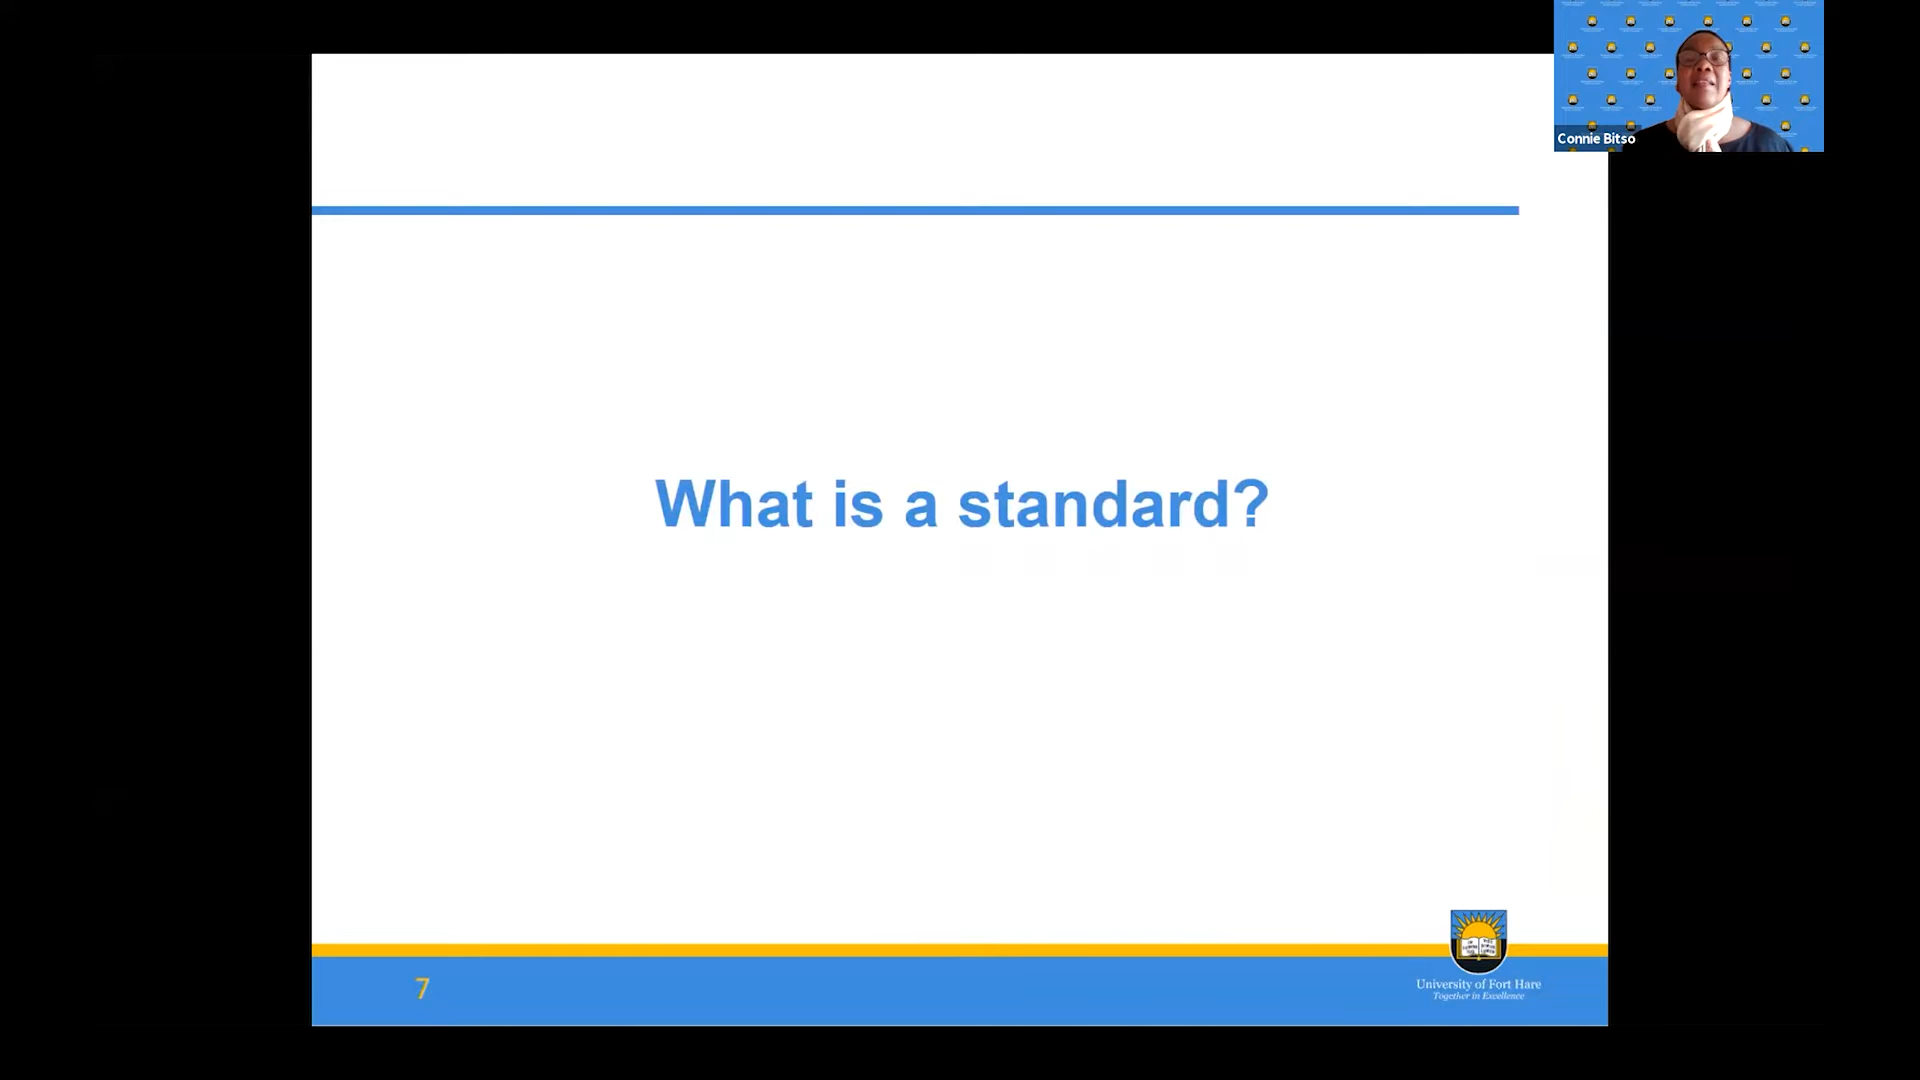 Connie Bitso
What is a standard?
7
University of Fort Hare
Together in Excellence